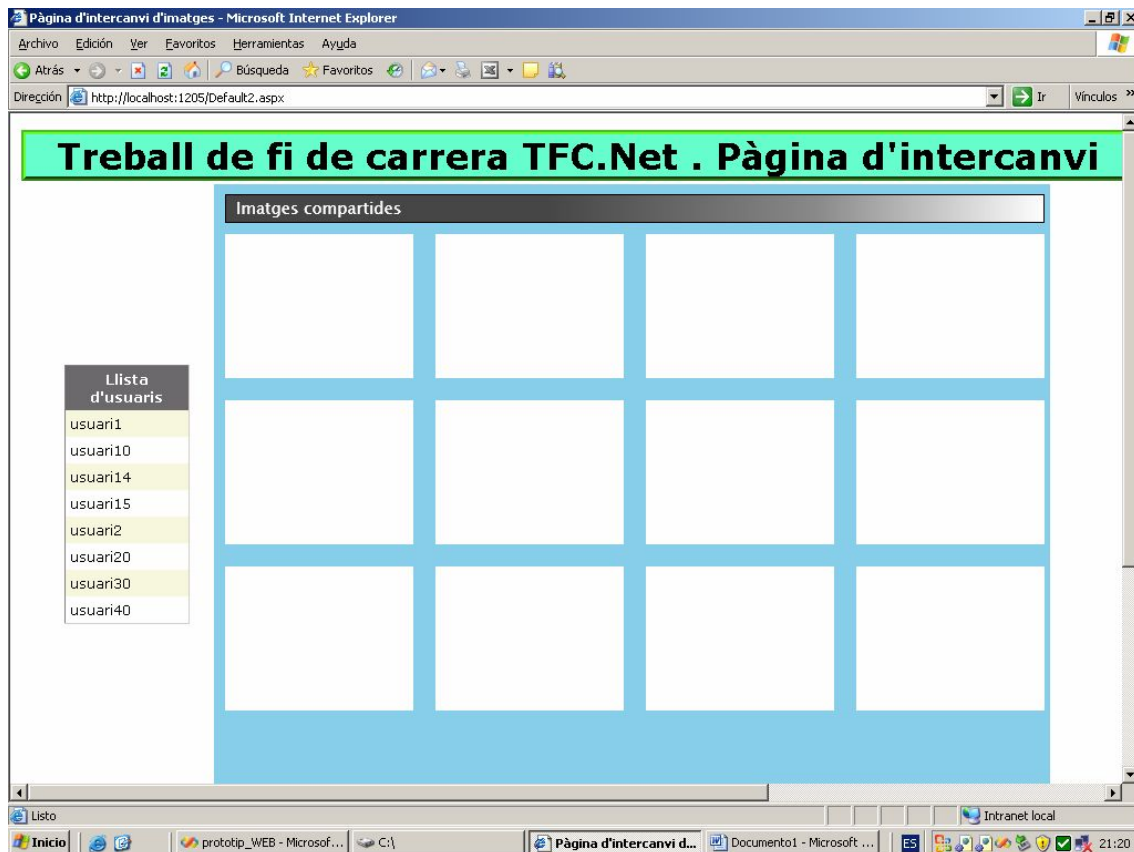 Pàgina d'intercanvi d'imatges - Microsoft Internet Explorer
Archivo Edición Ver Favoritos Herramientas Ayuda
Atrás Búsqueda Favoritos
Dirección http://localhost:1205/Default2.aspx Ir Vínculos »
Treball de fi de carrera TFC.Net . Pàgina d'intercanvi
Imatges compartides
Llista
d'usuaris
usuari1
usuari10
usuari14
usuari15
usuari2
usuari20
usuari30
usuari40
Listo Intranet local
Inicio prototip_WEB - Microsof... C:\ Pàgina d'intercanvi d... Documento1 - Microsoft ... ES 21:20